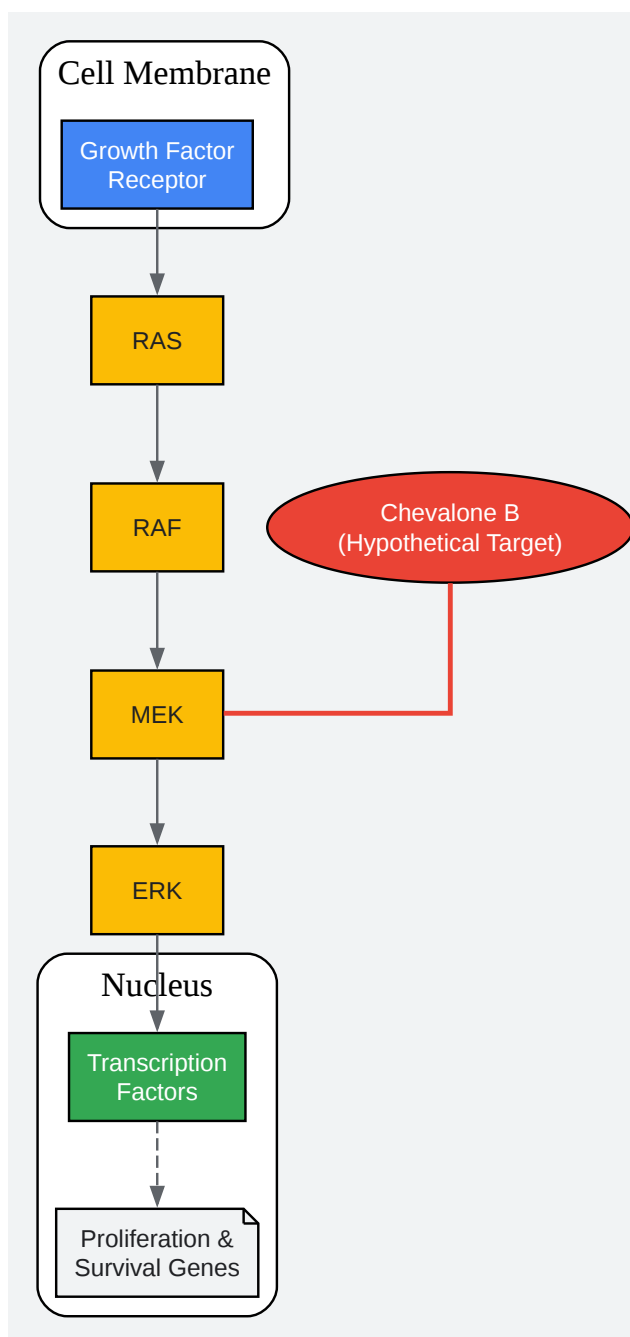 Cell Membrane
Growth Factor
Receptor
RAS
RAF
Chevalone B
(Hypothetical Target)
MEK
ERK
Nucleus
Transcription
Factors
Proliferation &
Survival Genes